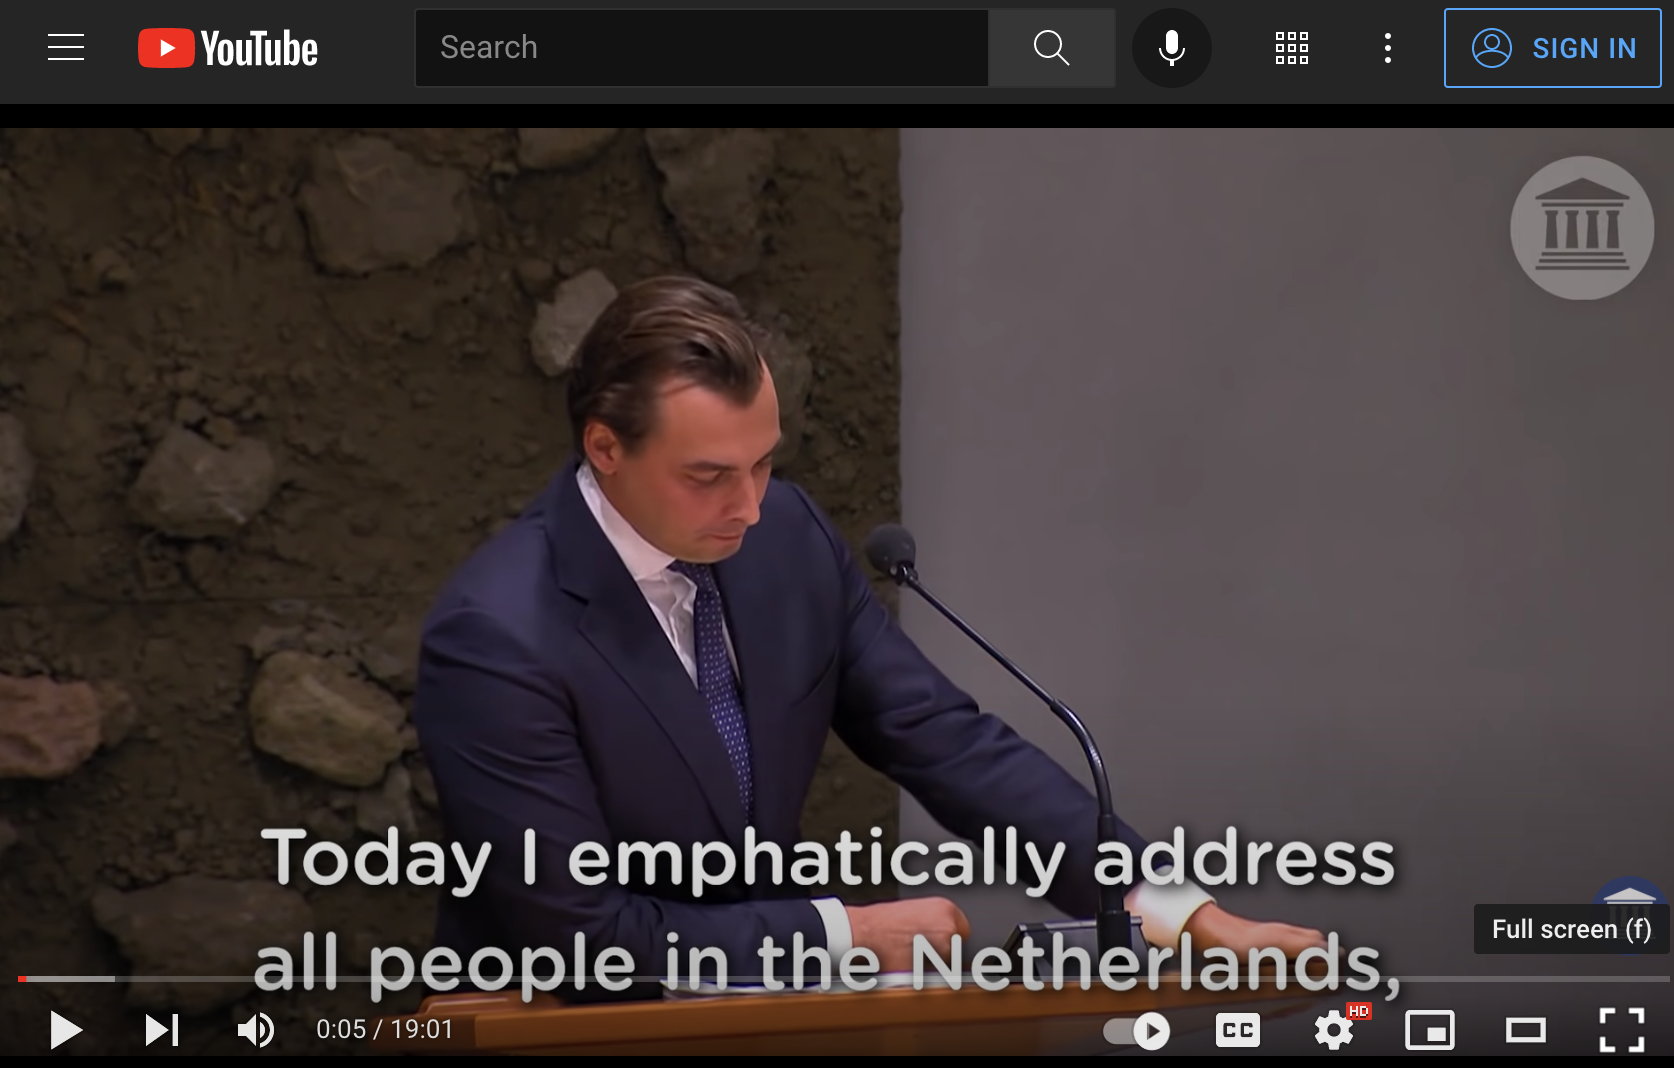 YouTube
Search
SIGN IN
Today I emphatically address
all people in the Netherlands,
Full screen (f)
0:05 / 19:01
CC
HD